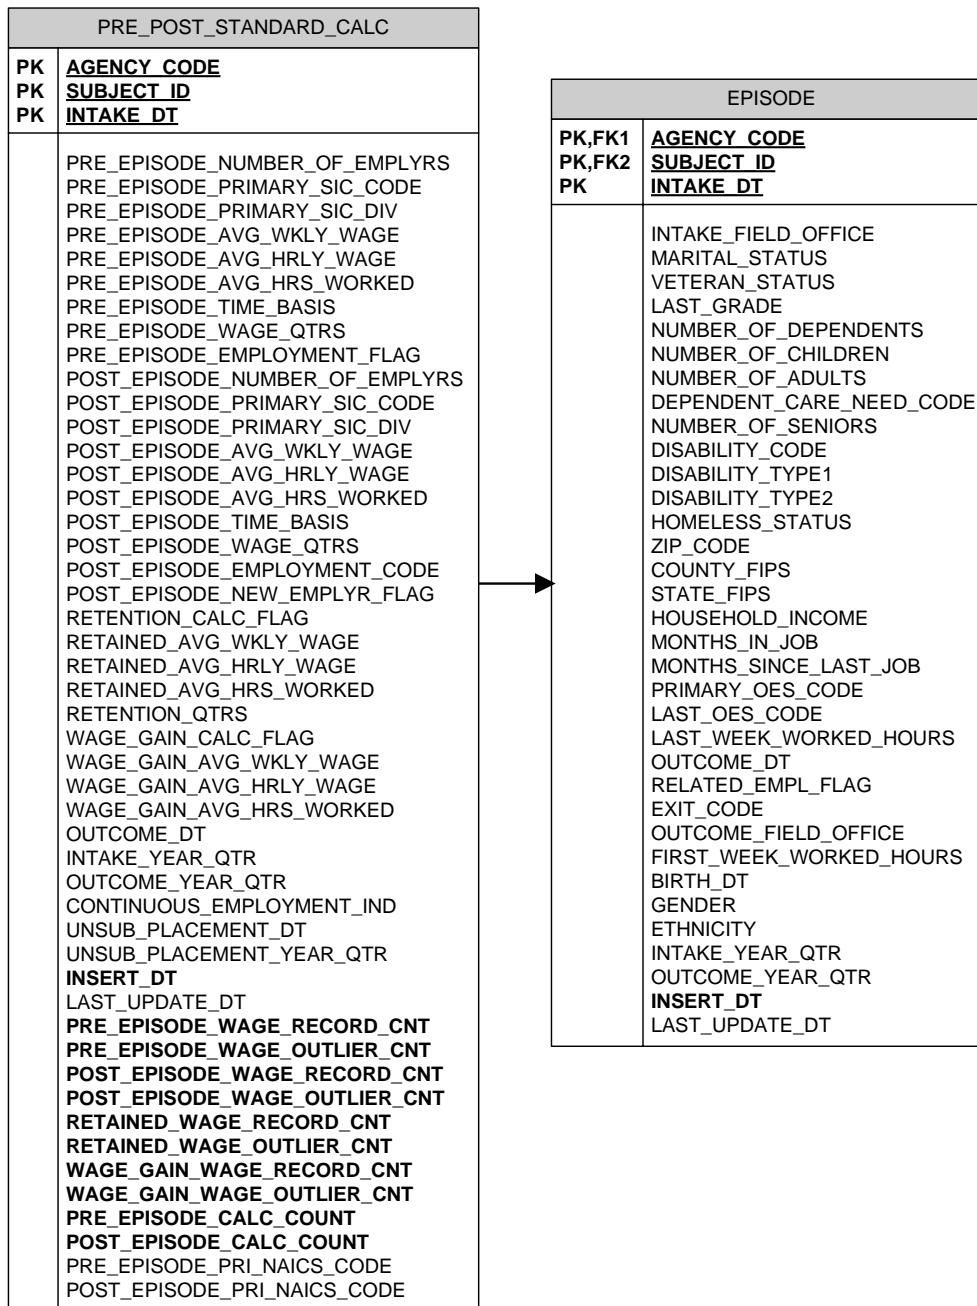 PRE_POST_STANDARD_CALC
PK AGENCY_CODE
PK SUBJECT_ID
PK INTAKE_DT
PRE_EPISODE_NUMBER_OF_EMPLYRS
PRE_EPISODE_PRIMARY_SIC_CODE
PRE_EPISODE_PRIMARY_SIC_DIV
PRE_EPISODE_AVG_WKLY_WAGE
PRE_EPISODE_AVG_HRLY_WAGE
PRE_EPISODE_AVG_HRS_WORKED
PRE_EPISODE_TIME_BASIS
PRE_EPISODE_WAGE_QTRS
PRE_EPISODE_EMPLOYMENT_FLAG
POST_EPISODE_NUMBER_OF_EMPLYRS
POST_EPISODE_PRIMARY_SIC_CODE
POST_EPISODE_PRIMARY_SIC_DIV
POST_EPISODE_AVG_WKLY_WAGE
POST_EPISODE_AVG_HRLY_WAGE
POST_EPISODE_AVG_HRS_WORKED
POST_EPISODE_TIME_BASIS
POST_EPISODE_WAGE_QTRS
POST_EPISODE_EMPLOYMENT_CODE
POST_EPISODE_NEW_EMPLYR_FLAG
RETENTION_CALC_FLAG
RETAINED_AVG_WKLY_WAGE
RETAINED_AVG_HRLY_WAGE
RETAINED_AVG_HRS_WORKED
RETENTION_QTRS
WAGE_GAIN_CALC_FLAG
WAGE_GAIN_AVG_WKLY_WAGE
WAGE_GAIN_AVG_HRLY_WAGE
WAGE_GAIN_AVG_HRS_WORKED
OUTCOME_DT
INTAKE_YEAR_QTR
OUTCOME_YEAR_QTR
CONTINUOUS_EMPLOYMENT_IND
UNSUB_PLACEMENT_DT
UNSUB_PLACEMENT_YEAR_QTR
INSERT_DT
LAST_UPDATE_DT
PRE_EPISODE_WAGE_RECORD_CNT
PRE_EPISODE_WAGE_OUTLIER_CNT
POST_EPISODE_WAGE_RECORD_CNT
POST_EPISODE_WAGE_OUTLIER_CNT
RETAINED_WAGE_RECORD_CNT
RETAINED_WAGE_OUTLIER_CNT
WAGE_GAIN_WAGE_RECORD_CNT
WAGE_GAIN_WAGE_OUTLIER_CNT
PRE_EPISODE_CALC_COUNT
POST_EPISODE_CALC_COUNT
PRE_EPISODE_PRI_NAICS_CODE
POST_EPISODE_PRI_NAICS_CODE
EPISODE
PK,FK1 AGENCY_CODE
PK,FK2 SUBJECT_ID
PK INTAKE_DT
INTAKE_FIELD_OFFICE
MARITAL_STATUS
VETERAN_STATUS
LAST_GRADE
NUMBER_OF_DEPENDENTS
NUMBER_OF_CHILDREN
NUMBER_OF_ADULTS
DEPENDENT_CARE_NEED_CODE
NUMBER_OF_SENIORS
DISABILITY_CODE
DISABILITY_TYPE1
DISABILITY_TYPE2
HOMELESS_STATUS
ZIP_CODE
COUNTY_FIPS
STATE_FIPS
HOUSEHOLD_INCOME
MONTHS_IN_JOB
MONTHS_SINCE_LAST_JOB
PRIMARY_OES_CODE
LAST_OES_CODE
LAST_WEEK_WORKED_HOURS
OUTCOME_DT
RELATED_EMPL_FLAG
EXIT_CODE
OUTCOME_FIELD_OFFICE
FIRST_WEEK_WORKED_HOURS
BIRTH_DT
GENDER
ETHNICITY
INTAKE_YEAR_QTR
OUTCOME_YEAR_QTR
INSERT_DT
LAST_UPDATE_DT